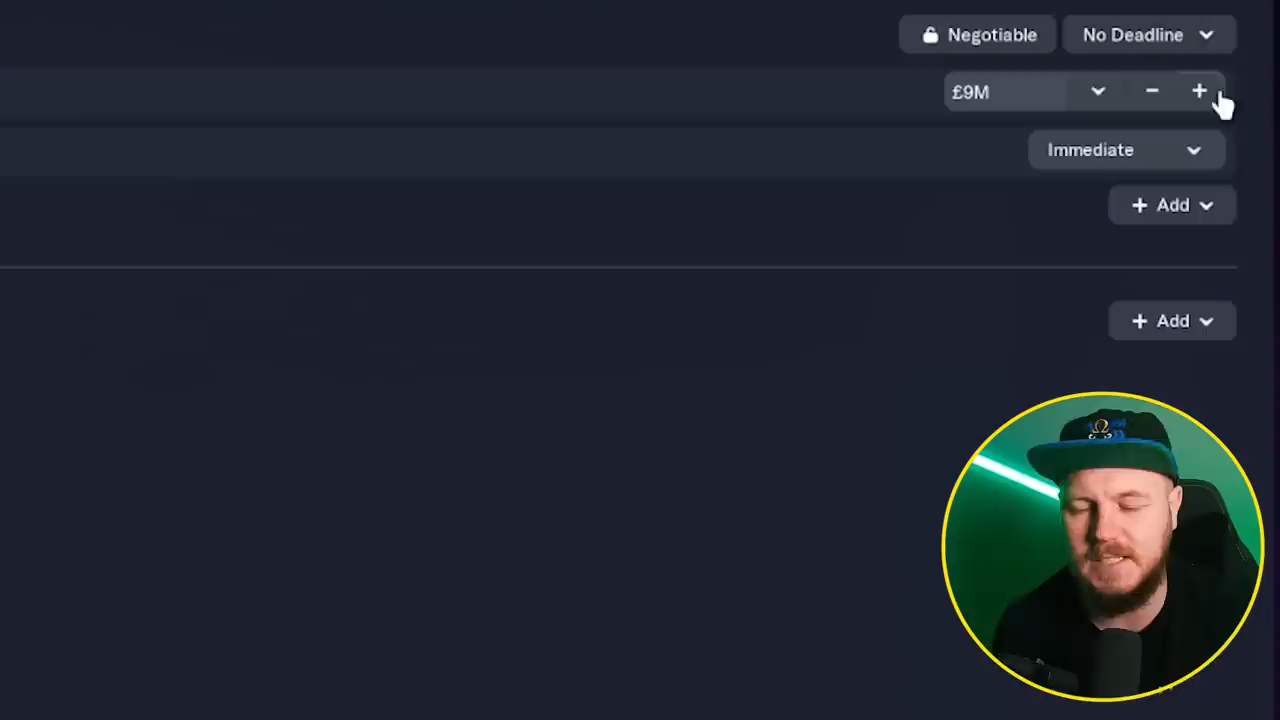 Negotiable
No Deadline
£9M
Immediate
+ Add
+ Add